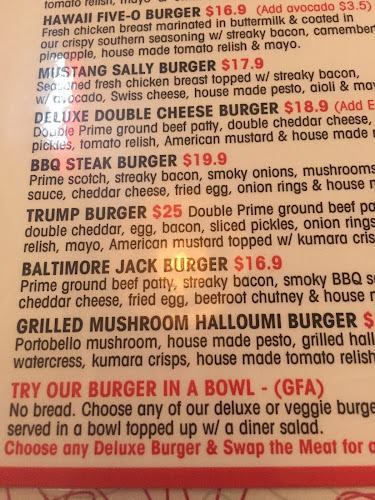 tomato relish, mayo &
HAWAII FIVE-O BURGER $16.9 (Add avocado $3.5)
Fresh chicken breast marinated in buttermilk & coated in
our crispy southern seasoning w/ streaky bacon, camembert
pineapple, house made tomato relish & mayo.
MUSTANG SALLY BURGER $17.9
Seasoned fresh chicken breast topped w/ streaky bacon,
w/ avocado, Swiss cheese, house made pesto, aioli & may
DELUXE DOUBLE CHEESE BURGER $18.9 (Add E
Double Prime ground beef patty, double cheddar cheese,
pickles, tomato relish, American mustard & house made
BBQ STEAK BURGER $19.9
Prime scotch, streaky bacon, smoky onions, mushrooms
sauce, cheddar cheese, fried egg, onion rings & house
TRUMP BURGER $25 Double Prime ground beef pa
double cheddar, egg, bacon, sliced pickles, onion rings
relish, mayo, American mustard topped w/ kumara cris
BALTIMORE JACK BURGER $16.9
Prime ground beef patty, streaky bacon, smoky BBQ s
cheddar cheese, fried egg, beetroot chutney & house
GRILLED MUSHROOM HALLOUMI BURGER $
Portobello mushroom, house made pesto, grilled hall
watercress, kumara crisps, house made tomato relish
TRY OUR BURGER IN A BOWL - (GFA)
No bread. Choose any of our deluxe or veggie burge
served in a bowl topped up w/ a diner salad.
Choose any Deluxe Burger & Swap the Meat for a